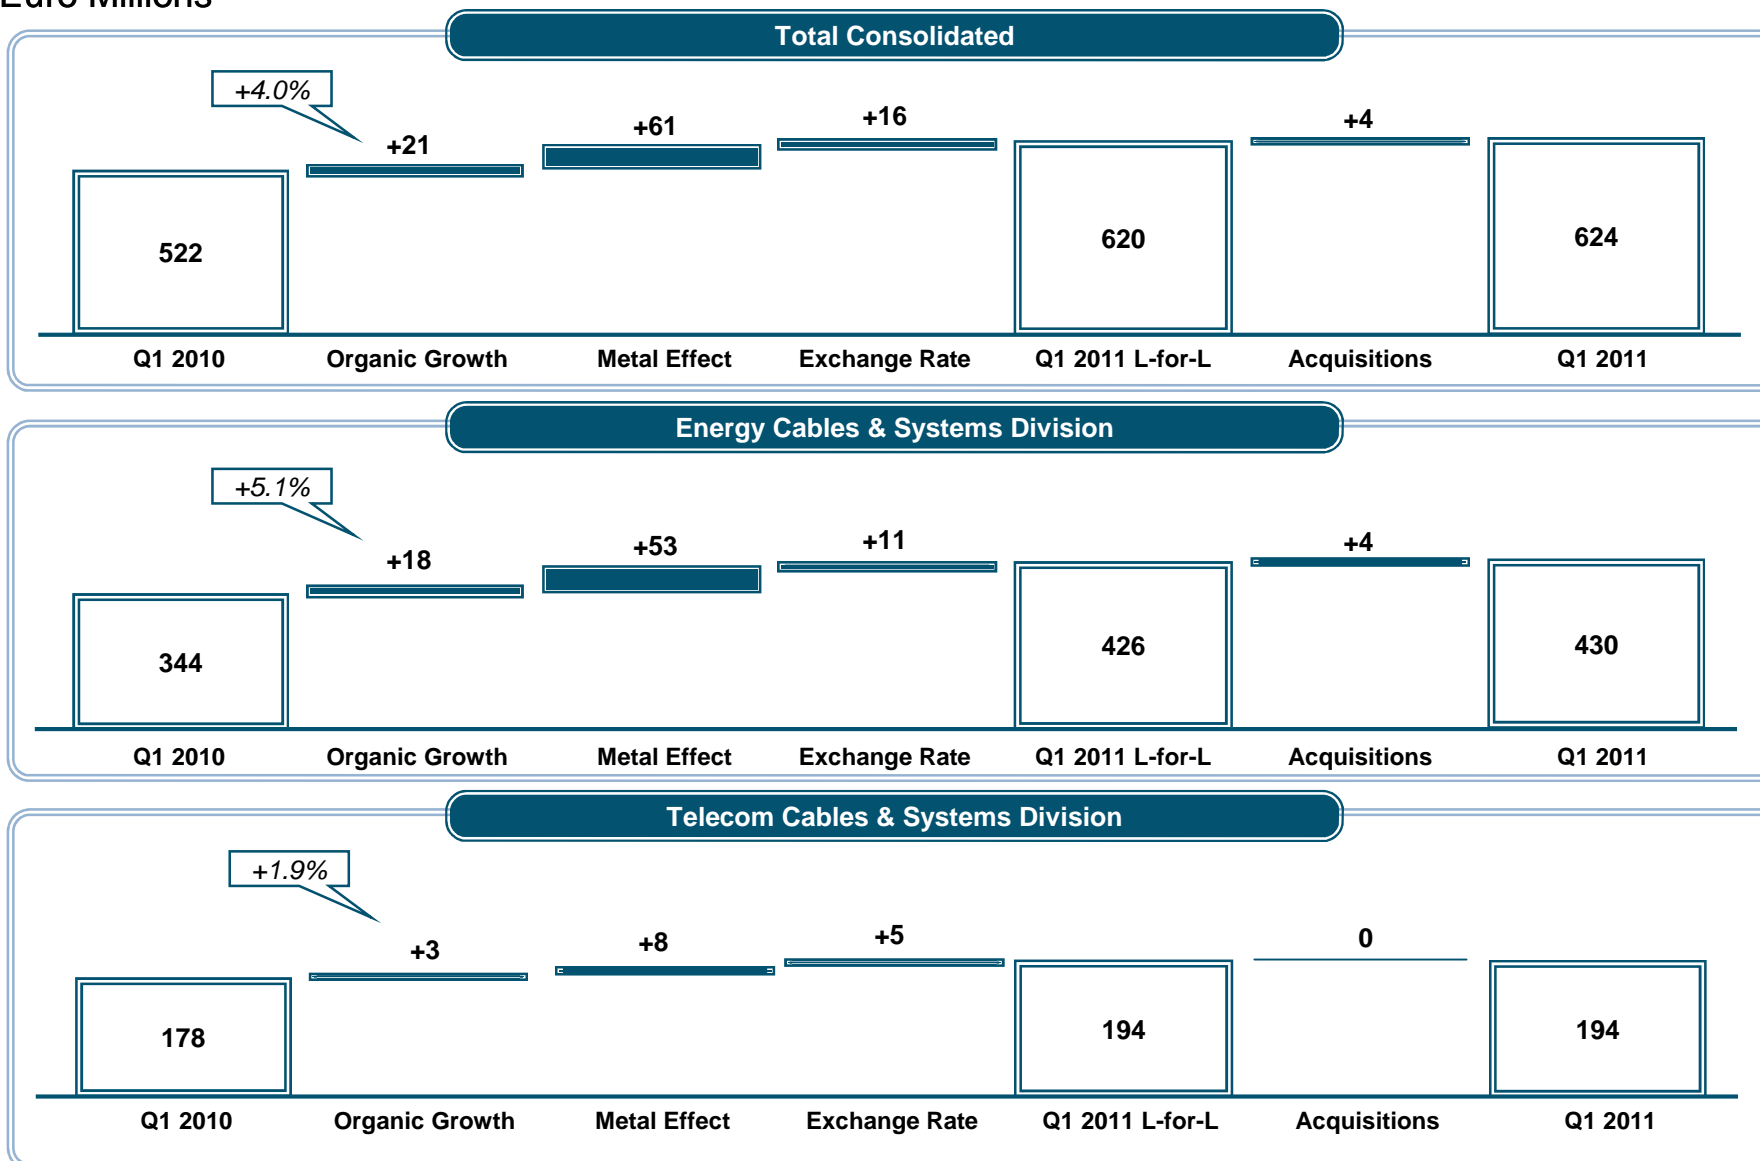 Euro Millions
Total Consolidated
+4.0%
+21
+61
+16
+4
522
620
624
Q1 2010
Organic Growth
Metal Effect
Exchange Rate
Q1 2011 L-for-L
Acquisitions
Q1 2011
Energy Cables & Systems Division
+5.1%
+18
+53
+11
+4
344
426
430
Q1 2010
Organic Growth
Metal Effect
Exchange Rate
Q1 2011 L-for-L
Acquisitions
Q1 2011
Telecom Cables & Systems Division
+1.9%
+3
+8
+5
0
178
194
194
Q1 2010
Organic Growth
Metal Effect
Exchange Rate
Q1 2011 L-for-L
Acquisitions
Q1 2011